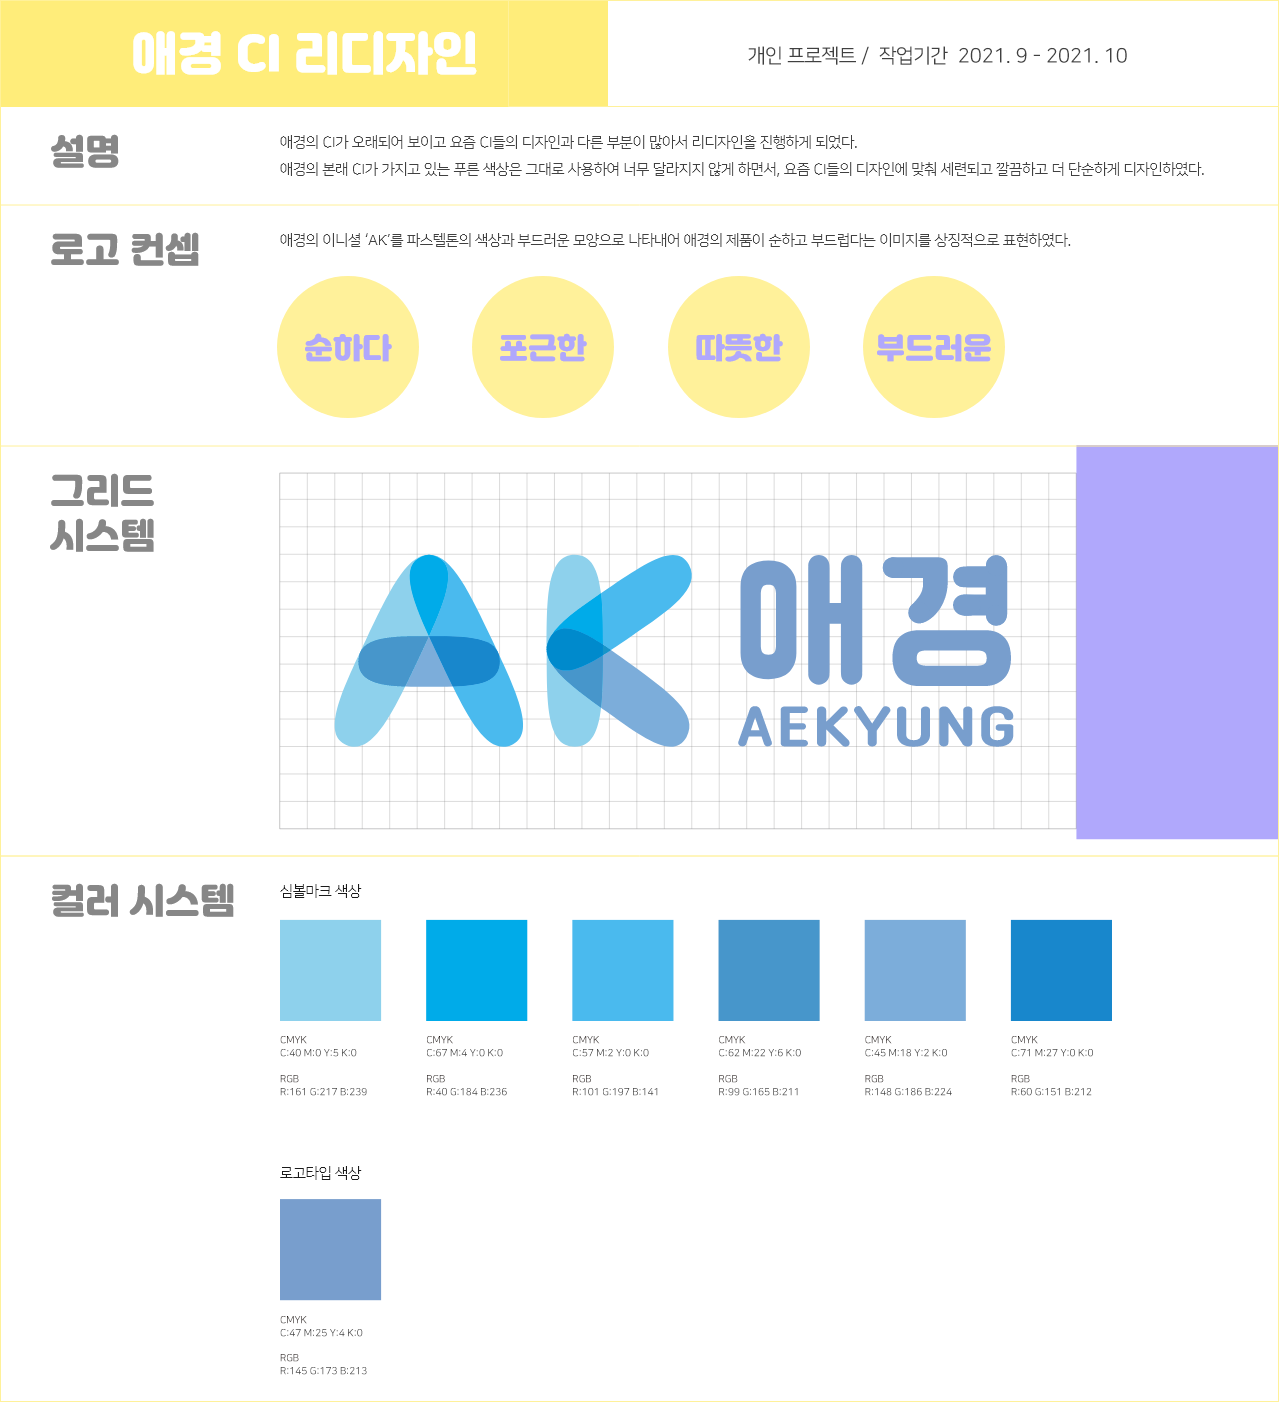 애경 CI 리디자인
개인 프로젝트 / 작업기간 2021. 9 - 2021. 10
설명
애경의 CI가 오래되어 보이고 요즘 CI들의 디자인과 다른 부분이 많아서 리디자인을 진행하게 되었다.
애경의 본래 CI가 가지고 있는 푸른 색상은 그대로 사용하여 너무 달라지지 않게 하면서, 요즘 CI들의 디자인에 맞춰 세련되고 깔끔하고 더 단순하게 디자인하였다.
로고 컨셉
애경의 이니셜 ‘AK’를 파스텔톤의 색상과 부드러운 모양으로 나타내어 애경의 제품이 순하고 부드럽다는 이미지를 상징적으로 표현하였다.
순하다
포근한
따뜻한
부드러운
그리드
시스템
AK
애경
AEKYUNG
컬러 시스템
심볼마크 색상
CMYK
C:40 M:0 Y:5 K:0
RGB
R:161 G:217 B:239
CMYK
C:67 M:4 Y:0 K:0
RGB
R:40 G:184 B:236
CMYK
C:57 M:2 Y:0 K:0
RGB
R:101 G:197 B:141
CMYK
C:62 M:22 Y:6 K:0
RGB
R:99 G:165 B:211
CMYK
C:45 M:18 Y:2 K:0
RGB
R:148 G:186 B:224
CMYK
C:71 M:27 Y:0 K:0
RGB
R:60 G:151 B:212
로고타입 색상
CMYK
C:47 M:25 Y:4 K:0
RGB
R:145 G:173 B:213